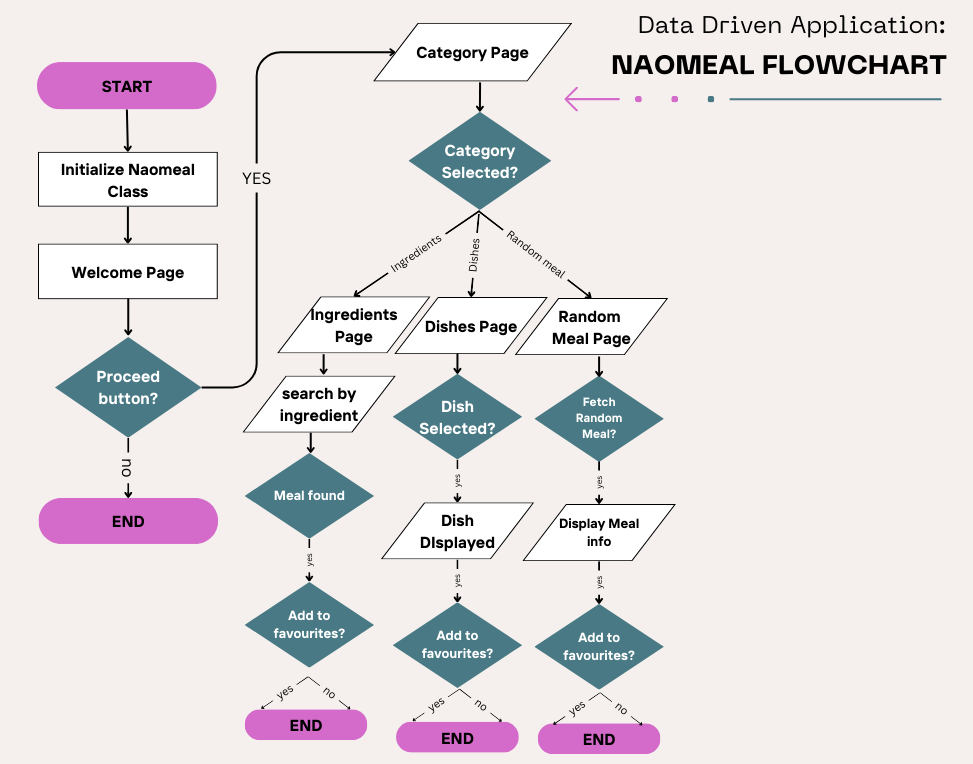 Data Driven Application:
NAOMEAL FLOWCHART
START
Initialize Naomeal
Class
Welcome Page
Proceed
button?
no
END
YES
Category Page
Category
Selected?
Ingredients
Dishes
Random meal
Ingredients
Page
search by
ingredient
Meal found
yes
Add to
favourites?
yes
no
END
Dishes Page
Dish
Selected?
yes
Dish
DIsplayed
yes
Add to
favourites?
yes
no
END
Random
Meal Page
Fetch
Random
Meal?
yes
Display Meal
info
yes
Add to
favourites?
yes
no
END